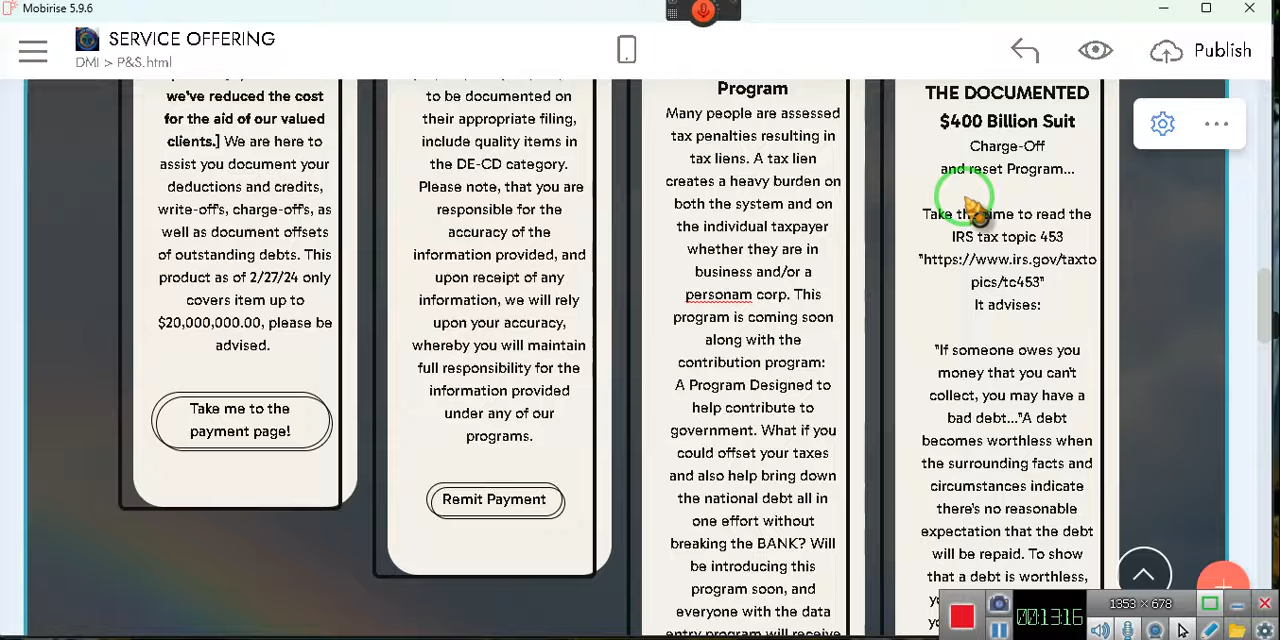 Mobirise 5.9.6
SERVICE OFFERING
DMI > P&S.html
Publish
we've reduced the cost
for the aid of our valued
clients.] We are here to
assist you document your
deductions and credits,
write-offs, charge-offs, as
well as document offsets
of outstanding debts. This
product as of 2/27/24 only
covers item up to
$20,000,000.00, please be
advised.
Take me to the
payment page!
to be documented on
their appropriate filing,
include quality items in
the DE-CD category.
Please note, that you are
responsible for the
accuracy of the
information provided, and
upon receipt of any
information, we will rely
upon your accuracy,
whereby you will maintain
full responsibility for the
information provided
under any of our
programs.
Remit Payment
Program
Many people are assessed
tax penalties resulting in
tax liens. A tax lien
creates a heavy burden on
both the system and on
the individual taxpayer
whether they are in
business and/or a
personam corp. This
program is coming soon
along with the
contribution program:
A Program Designed to
help contribute to
government. What if you
could offset your taxes
and also help bring down
the national debt all in
one effort without
breaking the BANK? Will
be introducing this
program soon, and
everyone with the data
entry program will receive
THE DOCUMENTED
$400 Billion Suit
Charge-Off
and reset Program...
Take the time to read the
IRS tax topic 453
"https://www.irs.gov/taxto
pics/tc453"
It advises:
"If someone owes you
money that you can't
collect, you may have a
bad debt..."A debt
becomes worthless when
the surrounding facts and
circumstances indicate
there's no reasonable
expectation that the debt
will be repaid. To show
that a debt is worthless,
00:13:16
1353 × 678